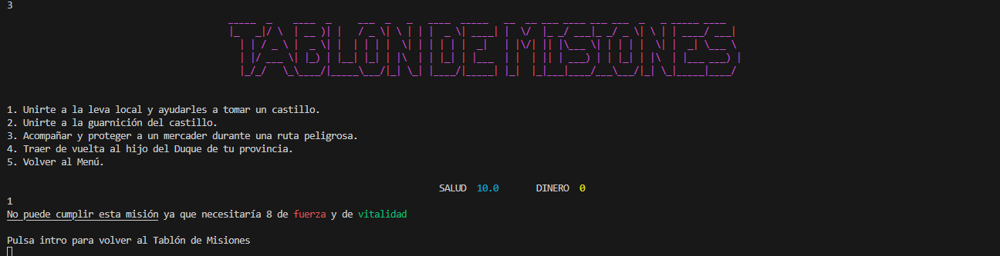 3
TABLON DE MISIONES
1. Unirte a la leva local y ayudarles a tomar un castillo.
2. Unirte a la guarnición del castillo.
3. Acompañar y proteger a un mercader durante una ruta peligrosa.
4. Traer de vuelta al hijo del Duque de tu provincia.
5. Volver al Menú.
SALUD 10.0 DINERO 0
1
No puede cumplir esta misión ya que necesitaría 8 de fuerza y de vitalidad
Pulsa intro para volver al Tablón de Misiones